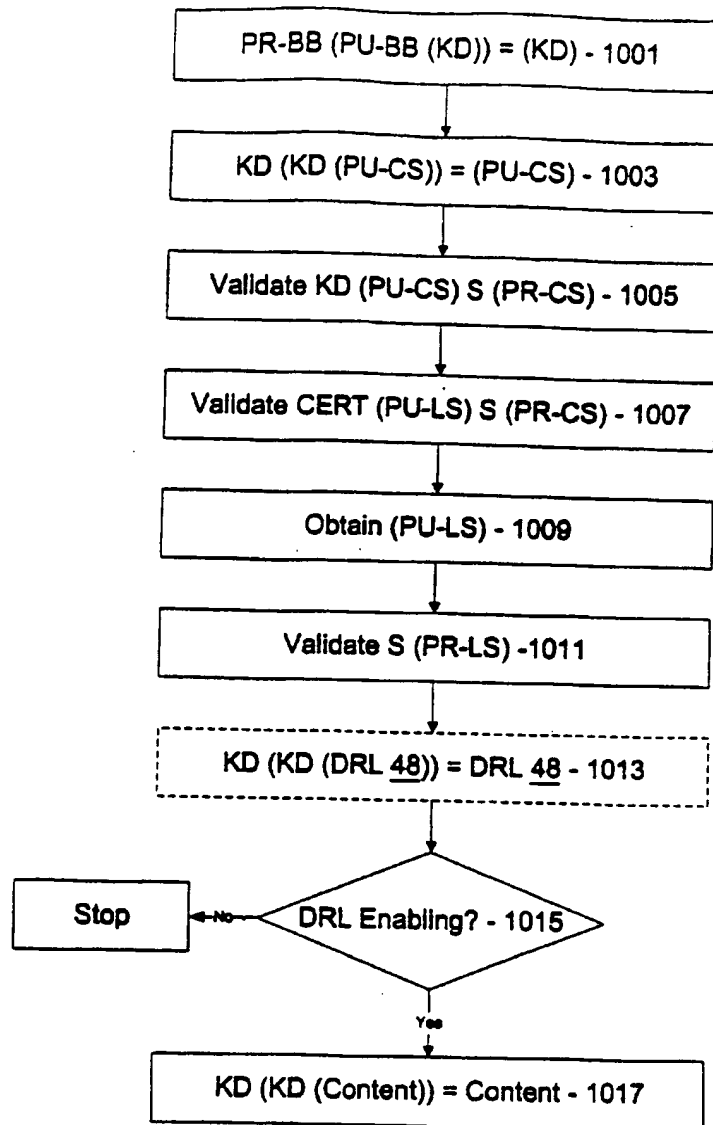 PR-BB (PU-BB (KD)) = (KD) - 1001
KD (KD (PU-CS)) = (PU-CS) - 1003
Validate KD (PU-CS) S (PR-CS) - 1005
Validate CERT (PU-LS) S (PR-CS) - 1007
Obtain (PU-LS) - 1009
Validate S (PR-LS) -1011
KD (KD (DRL 48)) = DRL 48 - 1013
DRL Enabling? - 1015
No
Stop
Yes
KD (KD (Content)) = Content - 1017